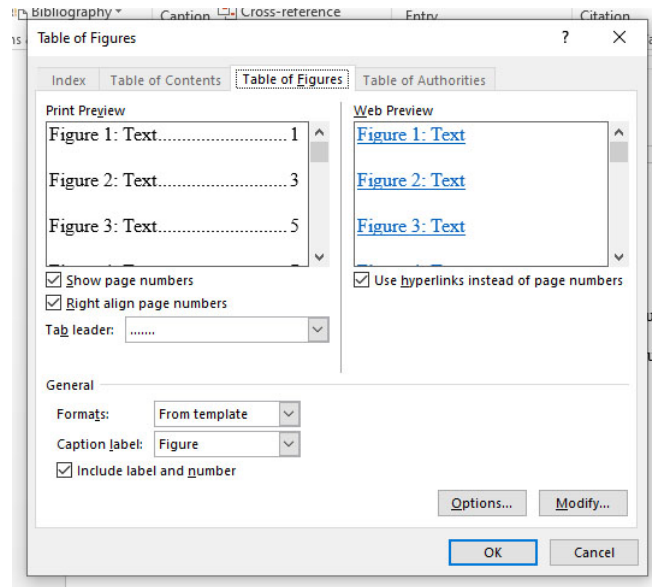 Bibliography
Caption
Cross-reference
Entry
Citation
Table of Figures
?
Index
Table of Contents
Table of Figures
Table of Authorities
Print Preview
Figure 1: Text.......................... 1
Figure 2: Text.......................... 3
Figure 3: Text.......................... 5
Show page numbers
Right align page numbers
Tab leader: .......
Web Preview
Figure 1: Text
Figure 2: Text
Figure 3: Text
Use hyperlinks instead of page numbers
General
Formats: From template
Caption label: Figure
Include label and number
Options... Modify...
OK Cancel